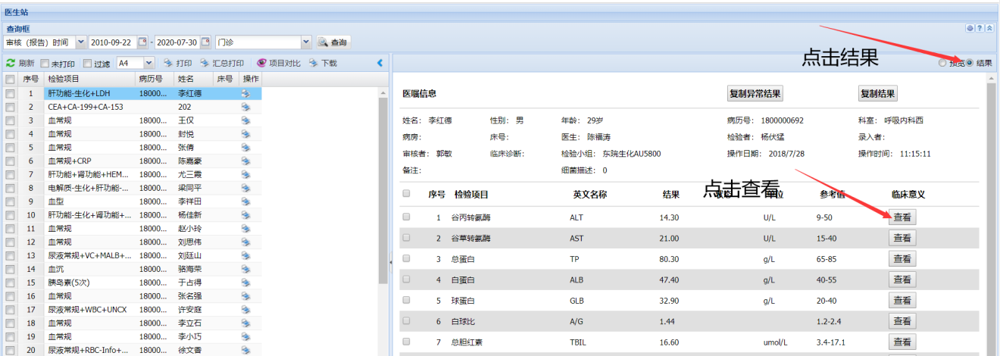 医生站
查询框
审核（报告）时间 2010-09-22 - 2020-07-30 门诊 查询
点击结果
刷新 未打印 过滤 A4 打印 汇总打印 项目对比 下载
预览 结果
序号 检验项目 病历号 姓名 床号 操作
1 肝功能-生化+LDH 18000... 李红德
2 CEA+CA-199+CA-153 202
3 血常规 18000... 王仅
4 血常规 18000... 封悦
5 血常规 18000... 张倩
6 血常规+CRP 18000... 陈嘉豪
7 肝功能+肾功能+HEM... 18000... 尤三霞
8 电解质-生化+肝功能-... 18000... 梁同平
9 血型 18000... 李祥田
10 肝功能-生化+肾功能+... 18000... 杨佳新
11 血常规 18000... 赵小玲
12 血常规 18000... 刘思伟
13 尿液常规+VC+MALB+... 18000... 刘廷山
14 血沉 18000... 骆海荣
15 胰岛素(5次) 18000... 于占得
16 血常规 18000... 张名强
17 尿液常规+WBC+UNCX 18000... 许安庭
18 血常规 18000... 李立石
19 血常规 18000... 李小巧
20 尿液常规+RBC-Info+... 18000... 徐文香
医嘱信息 复制异常结果 复制结果
姓名： 李红德 性别： 男 年龄： 29岁 病历号： 1800000692 科室： 呼吸内科西
病房： 床号： 医生： 陈福涛 检验者： 杨伏猛 录入者：
审核者： 郭敏 临床诊断： 检验小组： 东院生化AU5800 操作日期： 2018/7/28 操作时间： 11:15:11
备注： 细菌描述： 0
点击查看
序号 检验项目 英文名称 结果 单位 参考值 临床意义
1 谷丙转氨酶 ALT 14.30 U/L 9-50 查看
2 谷草转氨酶 AST 21.00 U/L 15-40 查看
3 总蛋白 TP 80.30 g/L 65-85 查看
4 白蛋白 ALB 47.40 g/L 40-55 查看
5 球蛋白 GLB 32.90 g/L 20-40 查看
6 白球比 A/G 1.44 1.2-2.4 查看
7 总胆红素 TBIL 16.60 umol/L 3.4-17.1 查看